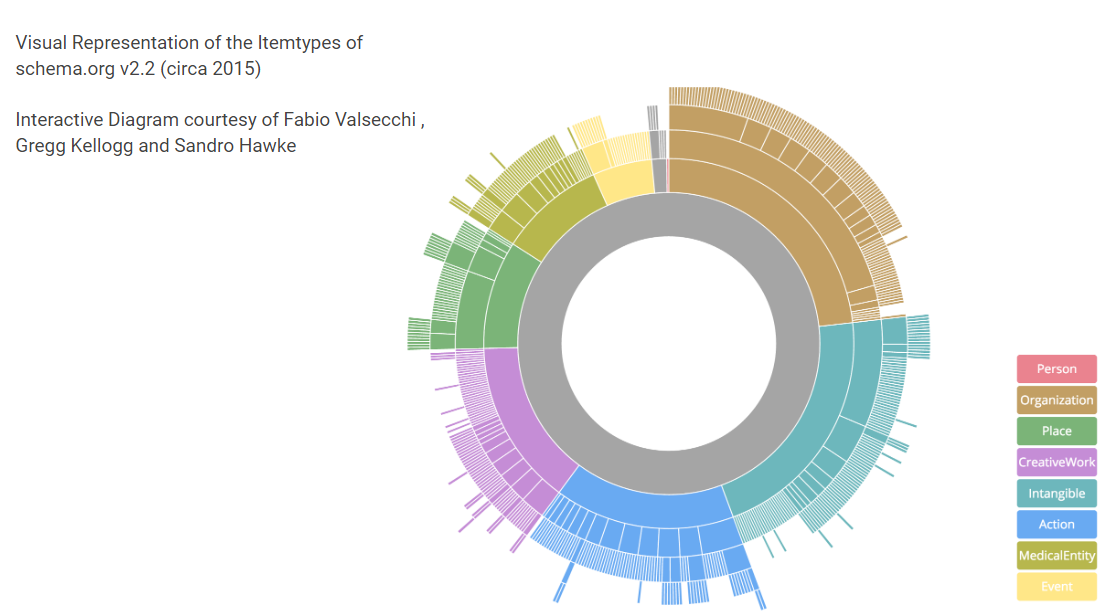 Visual Representation of the Itemtypes of
schema.org v2.2 (circa 2015)
Interactive Diagram courtesy of Fabio Valsecchi ,
Gregg Kellogg and Sandro Hawke
Person
Organization
Place
CreativeWork
Intangible
Action
MedicalEntity
Event